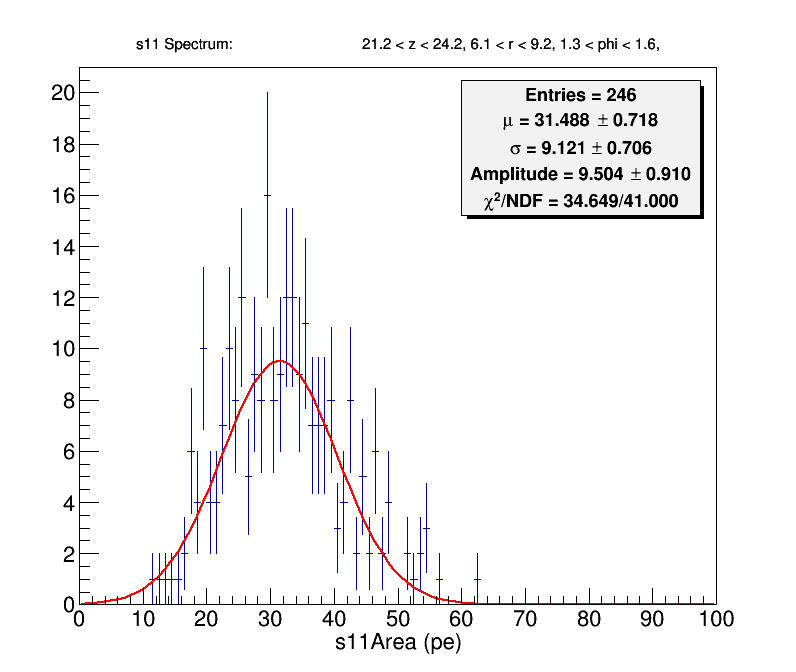 s11 Spectrum: 21.2 < z < 24.2, 6.1 < r < 9.2, 1.3 < phi < 1.6,
Entries = 246
μ = 31.488 ± 0.718
σ = 9.121 ± 0.706
Amplitude = 9.504 ± 0.910
χ²/NDF = 34.649/41.000
20
18
16
14
12
10
8
6
4
2
0
0 10 20 30 40 50 60 70 80 90 100
s11Area (pe)